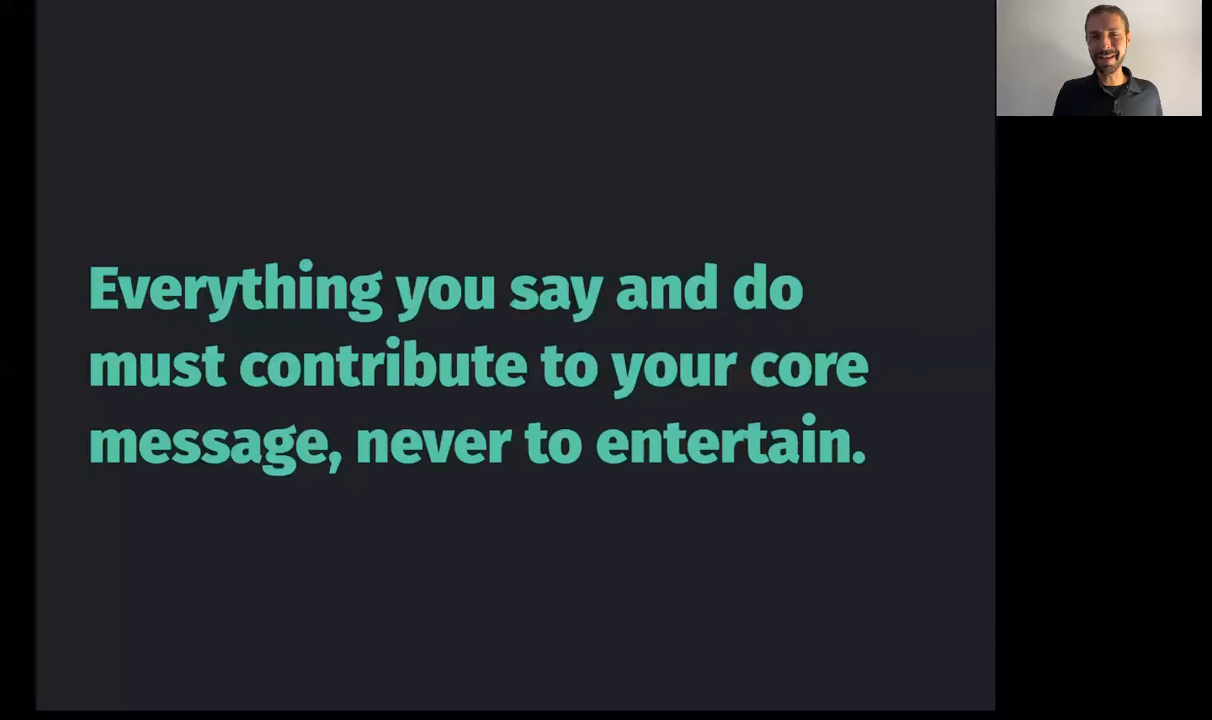 Everything you say and do
must contribute to your core
message, never to entertain.